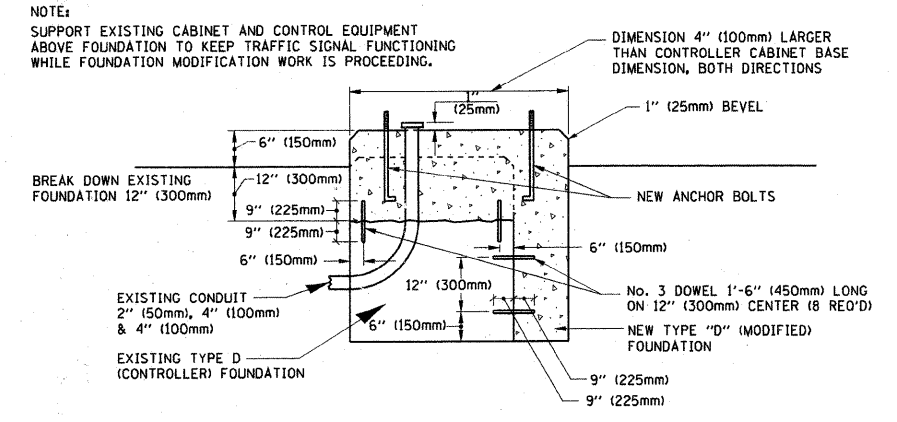 NOTE:
SUPPORT EXISTING CABINET AND CONTROL EQUIPMENT
ABOVE FOUNDATION TO KEEP TRAFFIC SIGNAL FUNCTIONING
WHILE FOUNDATION MODIFICATION WORK IS PROCEEDING.
DIMENSION 4" (100mm) LARGER
THAN CONTROLLER CABINET BASE
DIMENSION, BOTH DIRECTIONS
1"
(25mm)
1" (25mm) BEVEL
6" (150mm)
BREAK DOWN EXISTING
FOUNDATION 12" (300mm)
12" (300mm)
NEW ANCHOR BOLTS
9" (225mm)
9" (225mm)
6" (150mm)
6" (150mm)
12"
(300mm)
No. 3 DOWEL 1'-6" (450mm) LONG
ON 12" (300mm) CENTER (8 REQ'D)
EXISTING CONDUIT
2" (50mm), 4" (100mm)
& 4" (100mm)
6" (150mm)
NEW TYPE "D" (MODIFIED)
FOUNDATION
EXISTING TYPE D
(CONTROLLER) FOUNDATION
9" (225mm)
9" (225mm)